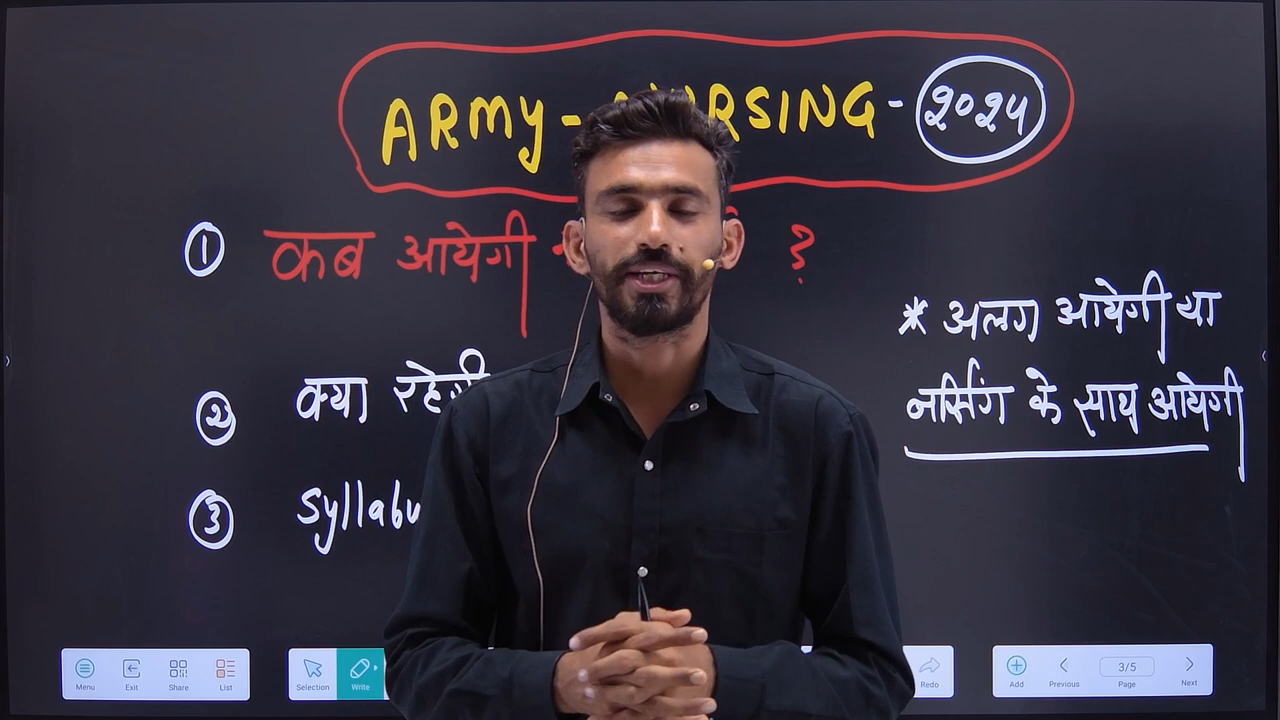 ARMY - NURSING - २०२५
① कब आयेगी ?
* अलग आयेगी या
② क्या रहेगी
नर्सिंग के साथ आयेगी
③ Syllabu
3/5
Menu Exit Share List Selection Write Redo Add Previous Page Next